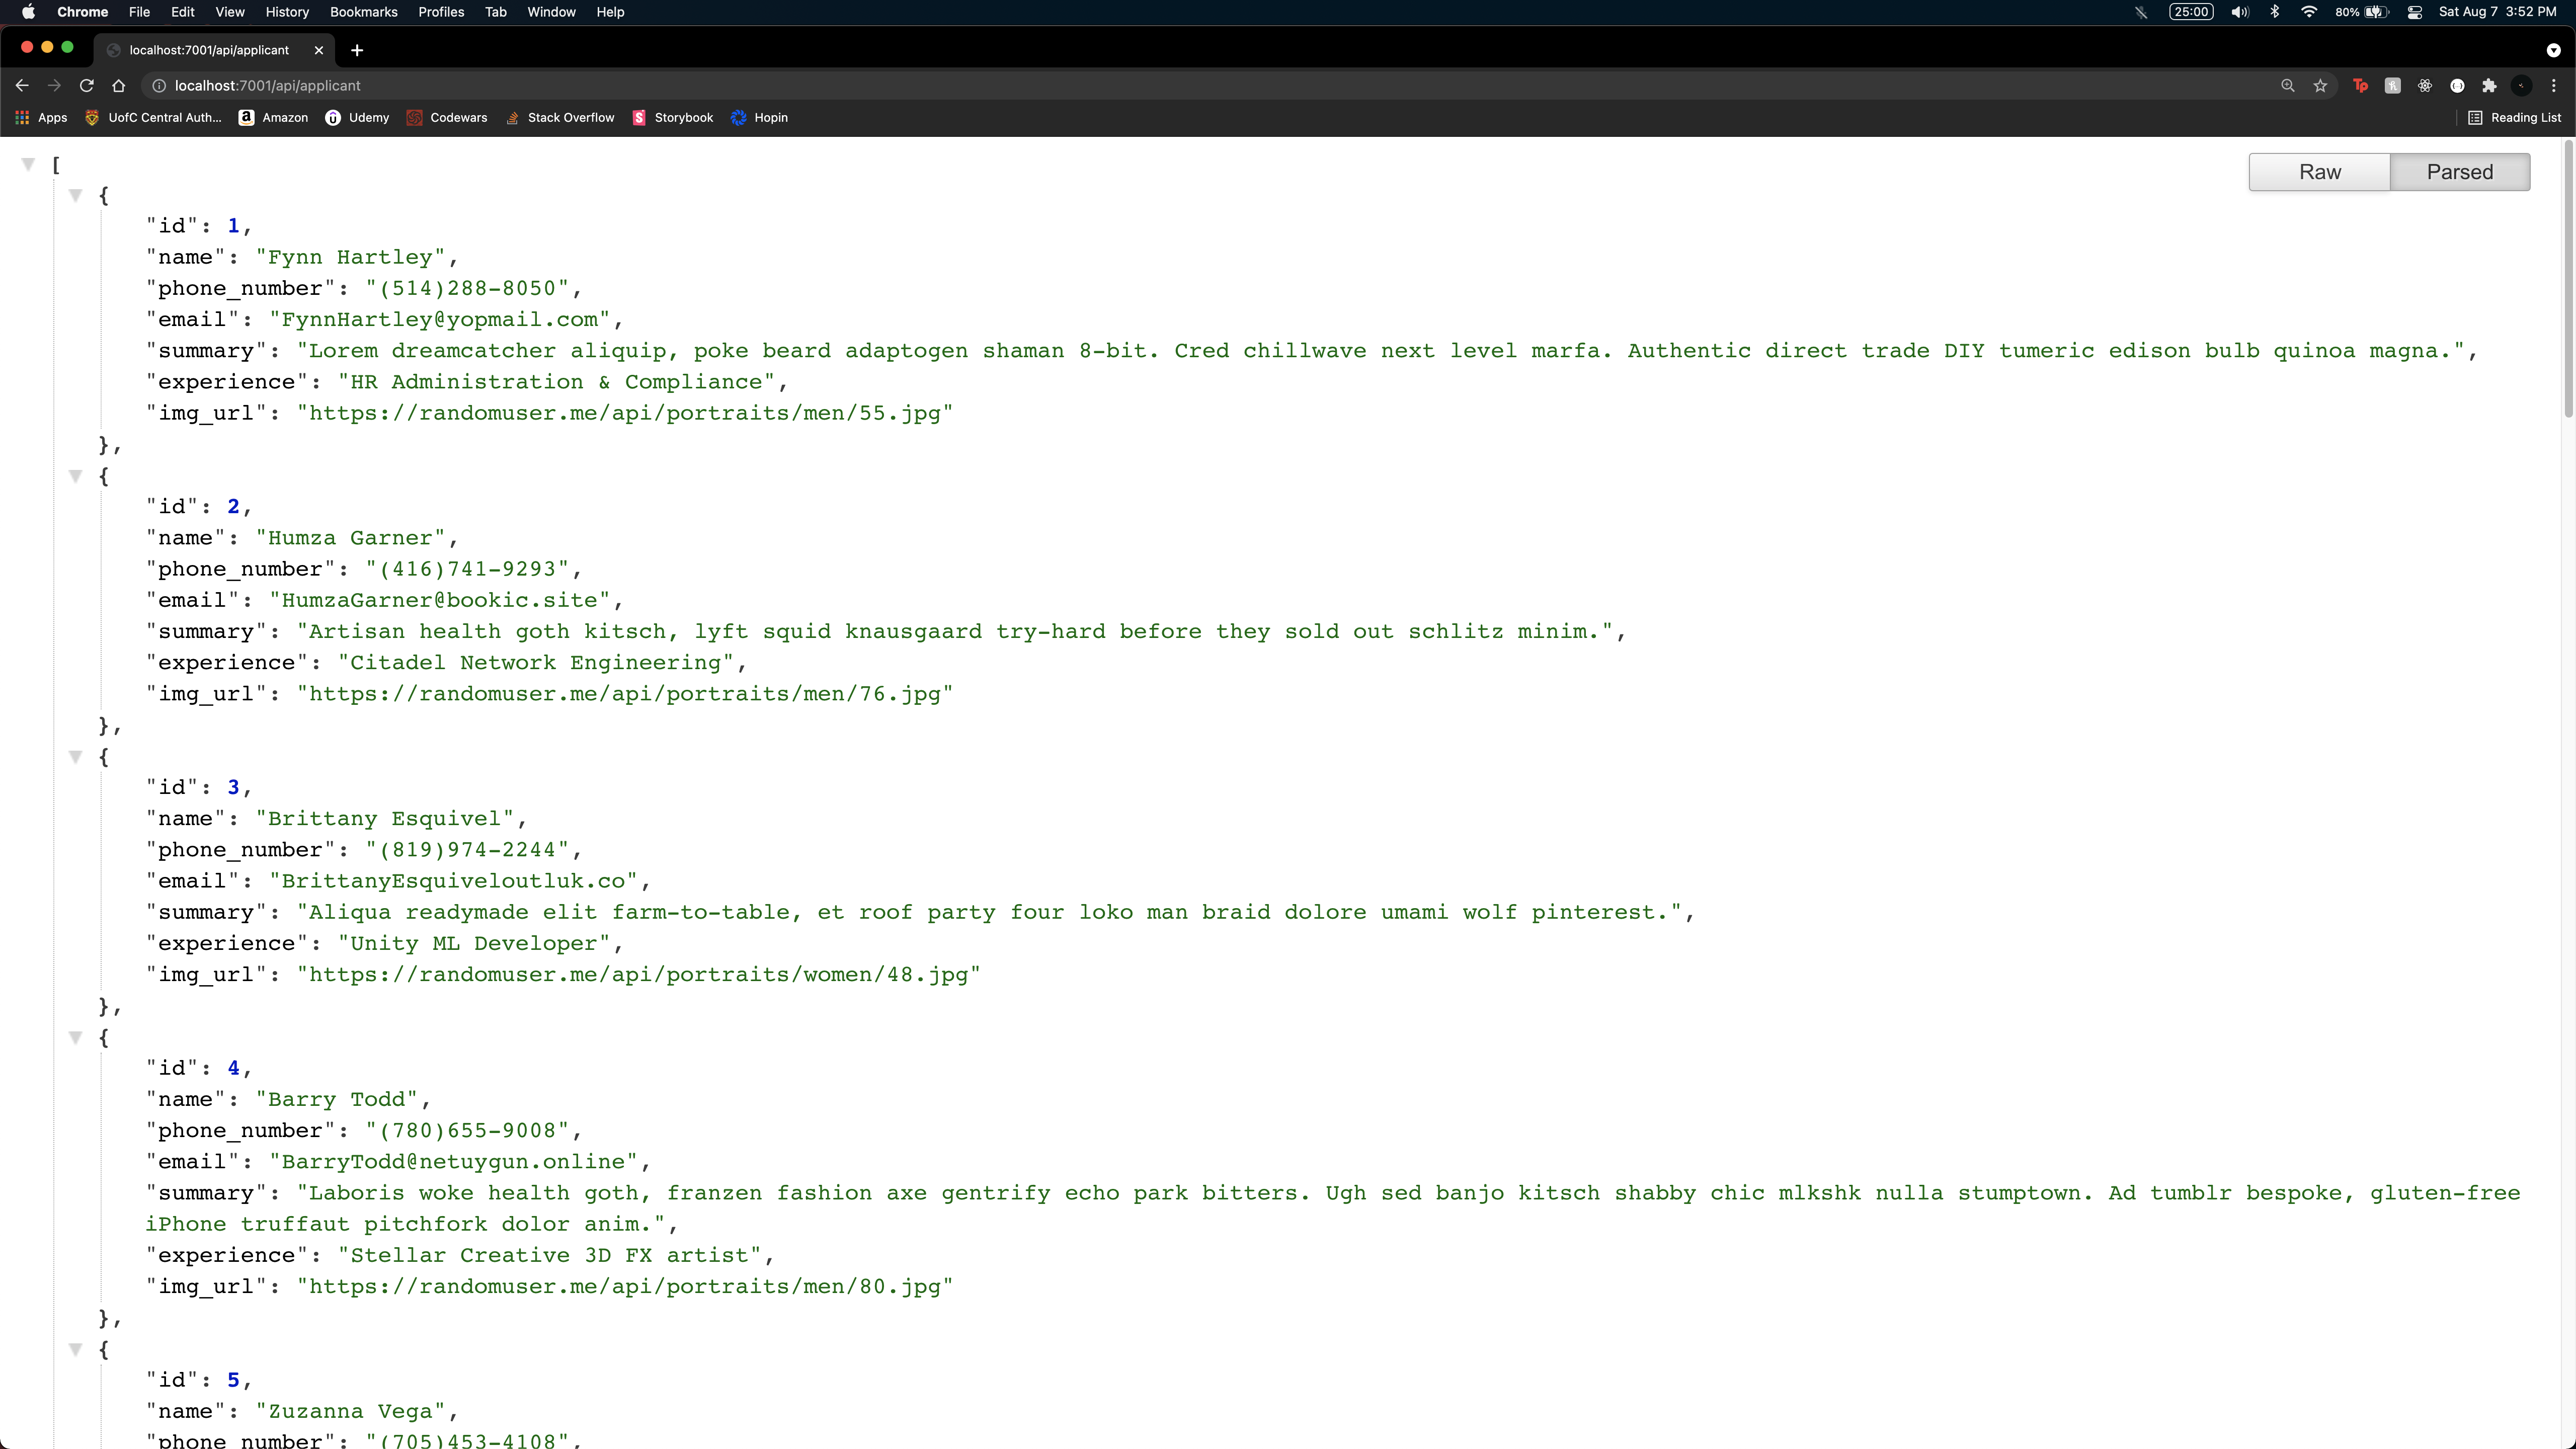 Chrome File Edit View History Bookmarks Profiles Tab Window Help 25:00 80% Sat Aug 7 3:52 PM
localhost:7001/api/applicant
localhost:7001/api/applicant
Apps UofC Central Auth... Amazon Udemy Codewars Stack Overflow Storybook Hopin Reading List
Raw Parsed
[
{
"id": 1,
"name": "Fynn Hartley",
"phone_number": "(514)288-8050",
"email": "FynnHartley@yopmail.com",
"summary": "Lorem dreamcatcher aliquip, poke beard adaptogen shaman 8-bit. Cred chillwave next level marfa. Authentic direct trade DIY tumeric edison bulb quinoa magna.",
"experience": "HR Administration & Compliance",
"img_url": "https://randomuser.me/api/portraits/men/55.jpg"
},
{
"id": 2,
"name": "Humza Garner",
"phone_number": "(416)741-9293",
"email": "HumzaGarner@bookic.site",
"summary": "Artisan health goth kitsch, lyft squid knausgaard try-hard before they sold out schlitz minim.",
"experience": "Citadel Network Engineering",
"img_url": "https://randomuser.me/api/portraits/men/76.jpg"
},
{
"id": 3,
"name": "Brittany Esquivel",
"phone_number": "(819)974-2244",
"email": "BrittanyEsquiveloutluk.co",
"summary": "Aliqua readymade elit farm-to-table, et roof party four loko man braid dolore umami wolf pinterest.",
"experience": "Unity ML Developer",
"img_url": "https://randomuser.me/api/portraits/women/48.jpg"
},
{
"id": 4,
"name": "Barry Todd",
"phone_number": "(780)655-9008",
"email": "BarryTodd@netuygun.online",
"summary": "Laboris woke health goth, franzen fashion axe gentrify echo park bitters. Ugh sed banjo kitsch shabby chic mlkshk nulla stumptown. Ad tumblr bespoke, gluten-free
iPhone truffaut pitchfork dolor anim.",
"experience": "Stellar Creative 3D FX artist",
"img_url": "https://randomuser.me/api/portraits/men/80.jpg"
},
{
"id": 5,
"name": "Zuzanna Vega",
"phone_number": "(705)453-4108",